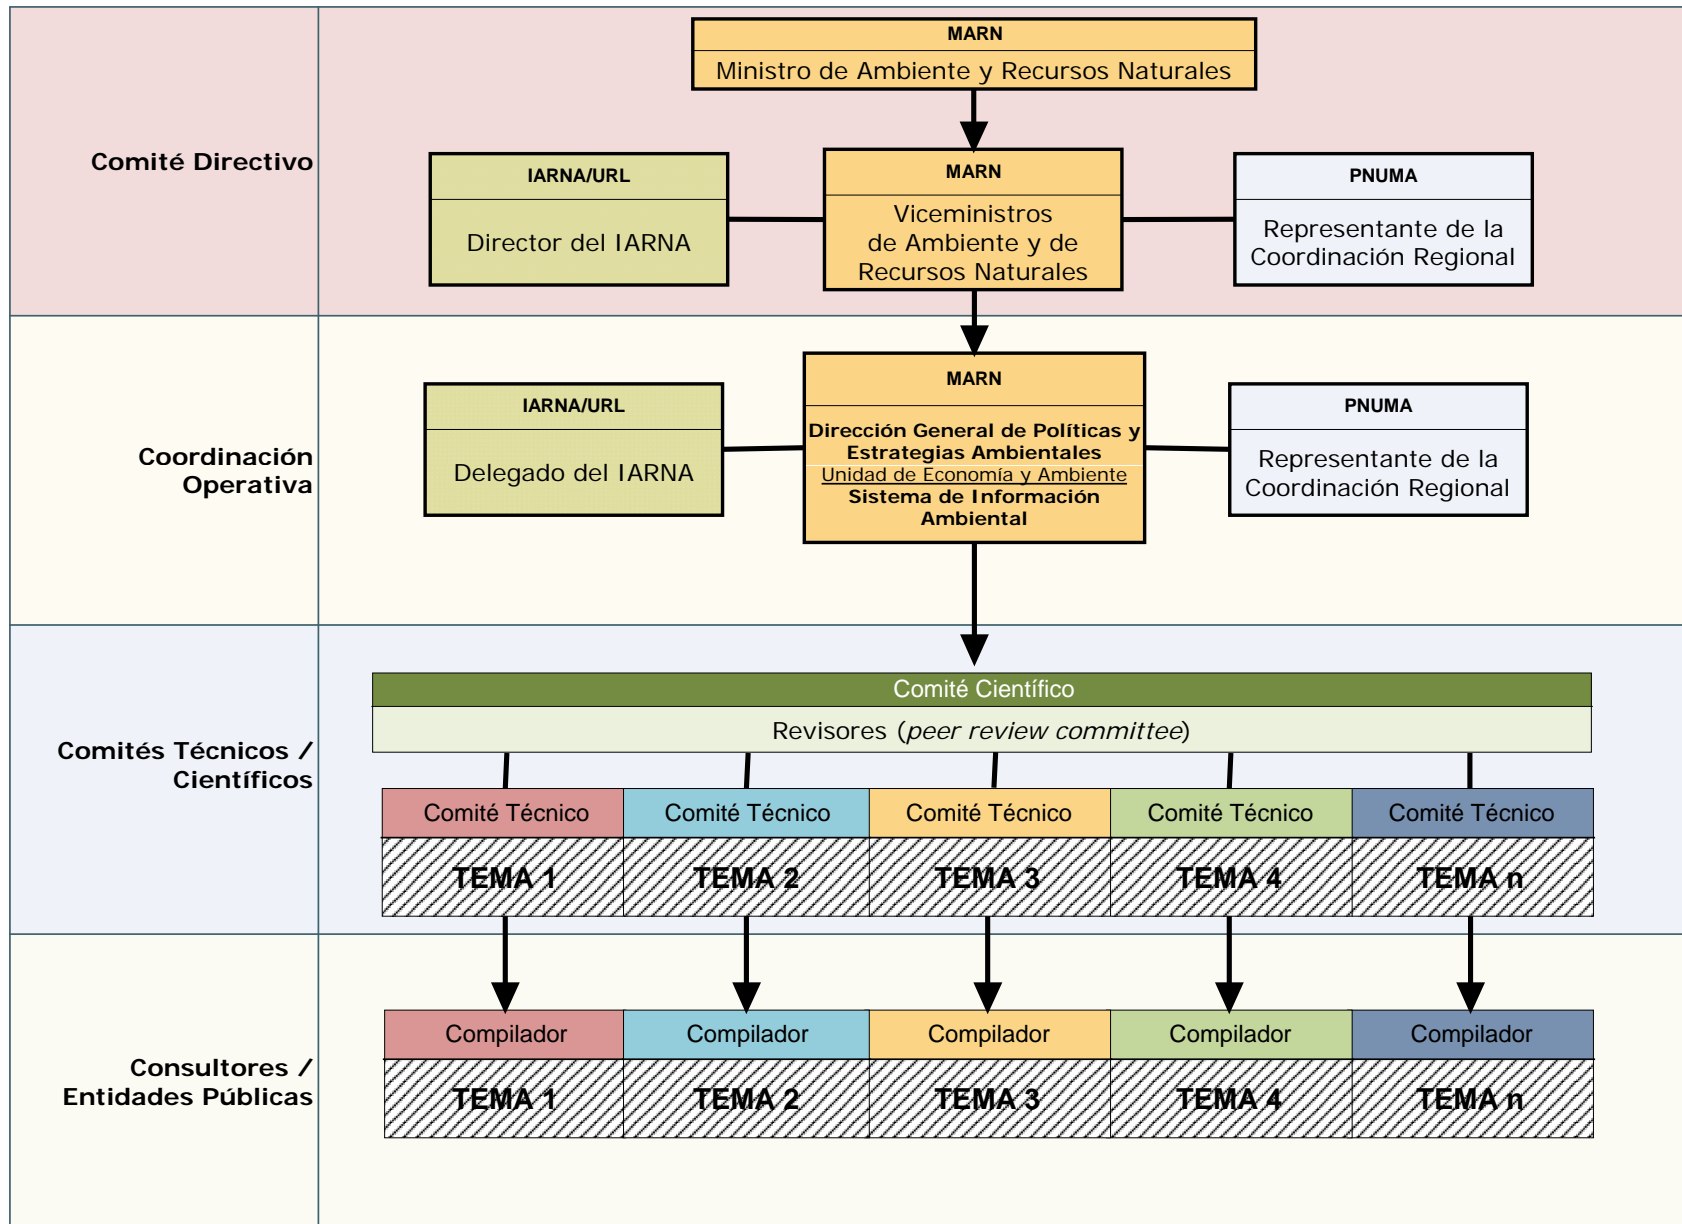 MARN
Ministro de Ambiente y Recursos Naturales
Comité Directivo
IARNA/URL
Director del IARNA
MARN
Viceministros
de Ambiente y de
Recursos Naturales
PNUMA
Representante de la
Coordinación Regional
Coordinación
Operativa
IARNA/URL
Delegado del IARNA
MARN
Dirección General de Políticas y
Estrategias Ambientales
Unidad de Economía y Ambiente
Sistema de Información
Ambiental
PNUMA
Representante de la
Coordinación Regional
Comités Técnicos /
Científicos
Comité Científico
Revisores (peer review committee)
Comité Técnico
Comité Técnico
Comité Técnico
Comité Técnico
Comité Técnico
TEMA 1
TEMA 2
TEMA 3
TEMA 4
TEMA n
Consultores /
Entidades Públicas
Compilador
Compilador
Compilador
Compilador
Compilador
TEMA 1
TEMA 2
TEMA 3
TEMA 4
TEMA n